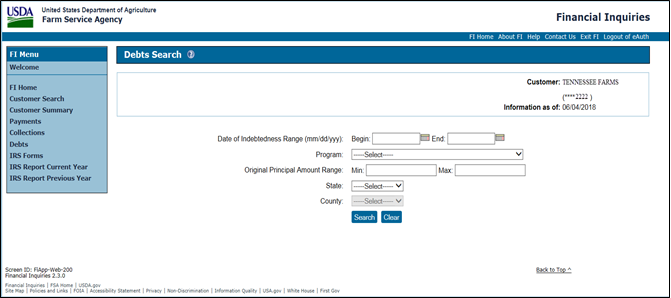 USDA
United States Department of Agriculture
Farm Service Agency
Financial Inquiries
FI Home About FI Help Contact Us Exit FI Logout of eAuth
FI Menu
Welcome
FI Home
Customer Search
Customer Summary
Payments
Collections
Debts
IRS Forms
IRS Report Current Year
IRS Report Previous Year
Debts Search ?
Customer: TENNESSEE FARMS
(****2222 )
Information as of: 06/04/2018
Date of Indebtedness Range (mm/dd/yyy): Begin: End:
Program: -----Select-----
Original Principal Amount Range: Min: Max:
State: -----Select-----
County: -----Select-----
Search Clear
Screen ID: FIApp-Web-200
Financial Inquiries 2.3.0
Back to Top ^
Financial Inquiries | FSA Home | USDA.gov
Site Map | Policies and Links | FOIA | Accessibility Statement | Privacy | Non-Discrimination | Information Quality | USA.gov | White House | First Gov